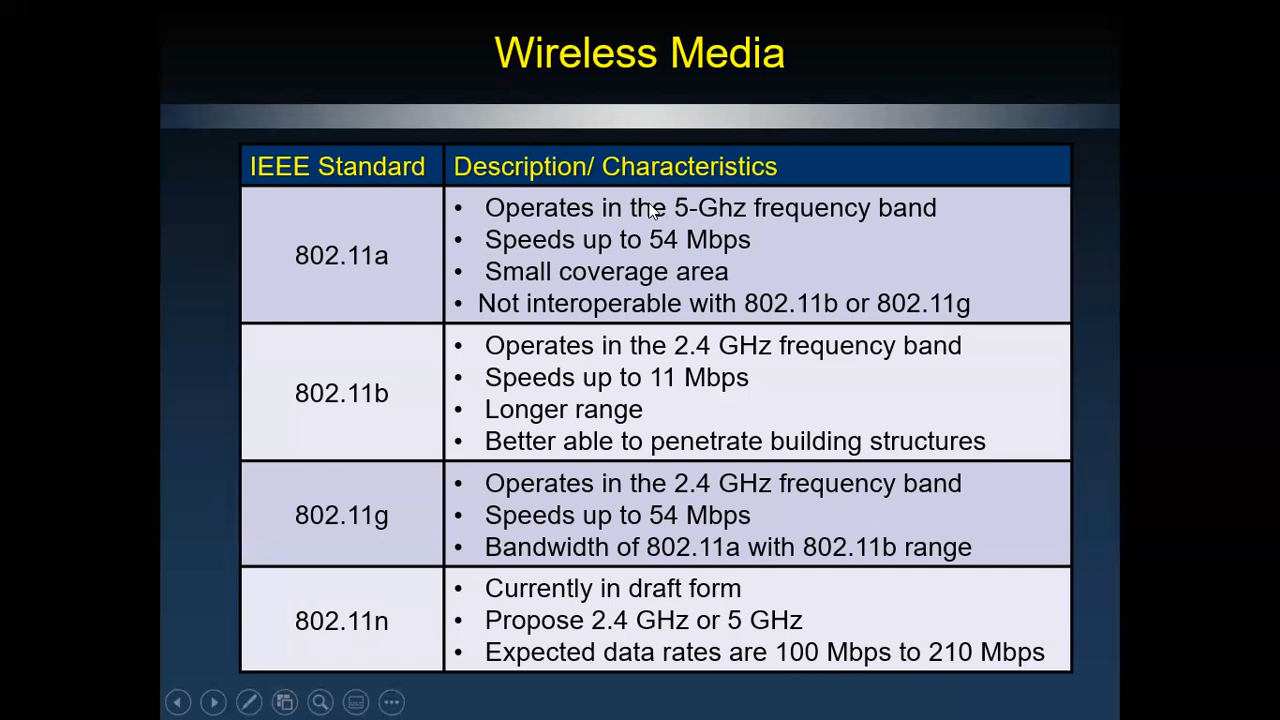 Wireless Media
IEEE Standard
Description/ Characteristics
802.11a
• Operates in the 5-Ghz frequency band
• Speeds up to 54 Mbps
• Small coverage area
• Not interoperable with 802.11b or 802.11g
802.11b
• Operates in the 2.4 GHz frequency band
• Speeds up to 11 Mbps
• Longer range
• Better able to penetrate building structures
802.11g
• Operates in the 2.4 GHz frequency band
• Speeds up to 54 Mbps
• Bandwidth of 802.11a with 802.11b range
802.11n
• Currently in draft form
• Propose 2.4 GHz or 5 GHz
• Expected data rates are 100 Mbps to 210 Mbps